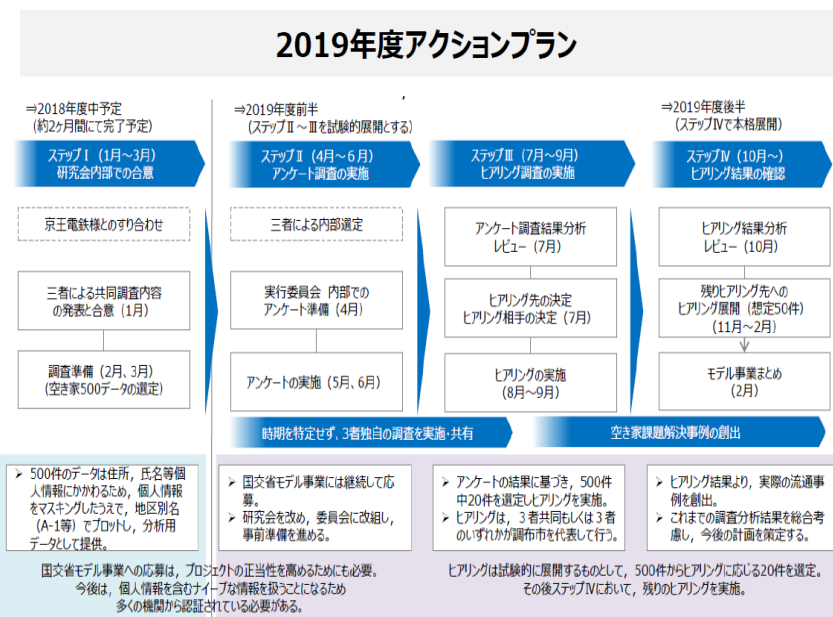 2019年度アクションプラン
⇒2018年度中予定
(約2ヶ月間にて完了予定)
⇒2019年度前半
(ステップⅡ～Ⅲを試験的展開とする)
⇒2019年度後半
(ステップⅣで本格展開)
ステップⅠ (1月～3月)
研究会内部での合意
ステップⅡ (4月～6月)
アンケート調査の実施
ステップⅢ (7月～9月)
ヒアリング調査の実施
ステップⅣ (10月～)
ヒアリング結果の確認
京王電鉄様とのすり合わせ
三者による共同調査内容
の発表と合意 (1月)
調査準備 (2月、3月)
(空き家500データの選定)
三者による内部選定
実行委員会 内部での
アンケート準備 (4月)
アンケートの実施 (5月、6月)
アンケート調査結果分析
レビュー (7月)
ヒアリング先の決定
ヒアリング相手の決定 (7月)
ヒアリングの実施
(8月～9月)
ヒアリング結果分析
レビュー (10月)
残りヒアリング先への
ヒアリング展開 (想定50件)
(11月～2月)
モデル事業まとめ
(2月)
時期を特定せず、3者独自の調査を実施・共有
空き家課題解決事例の創出
➢ 500件のデータは住所，氏名等個
人情報にかかわるため，個人情報
をマスキングしたうえで，地区別名
(A-1等) でプロットし，分析用
データとして提供。
➢ 国交省モデル事業には継続して応
募。
➢ 研究会を改め，委員会に改組し，
事前準備を進める。
➢ アンケートの結果に基づき，500件
中20件を選定しヒアリングを実施。
➢ ヒアリングは，3者共同もしくは3者
のいずれかが調布市を代表して行う。
➢ ヒアリング結果より，実際の流通事
例を創出。
➢ これまでの調査分析結果を総合考
慮し，今後の計画を策定する。
国交省モデル事業への応募は，プロジェクトの正当性を高めるためにも必要。
今後は，個人情報を含むナイーブな情報を扱うことになるため
多くの機関から認証されている必要がある。
ヒアリングは試験的に展開するものとして，500件からヒアリングに応じる20件を選定。
その後ステップⅣにおいて，残りのヒアリングを実施。